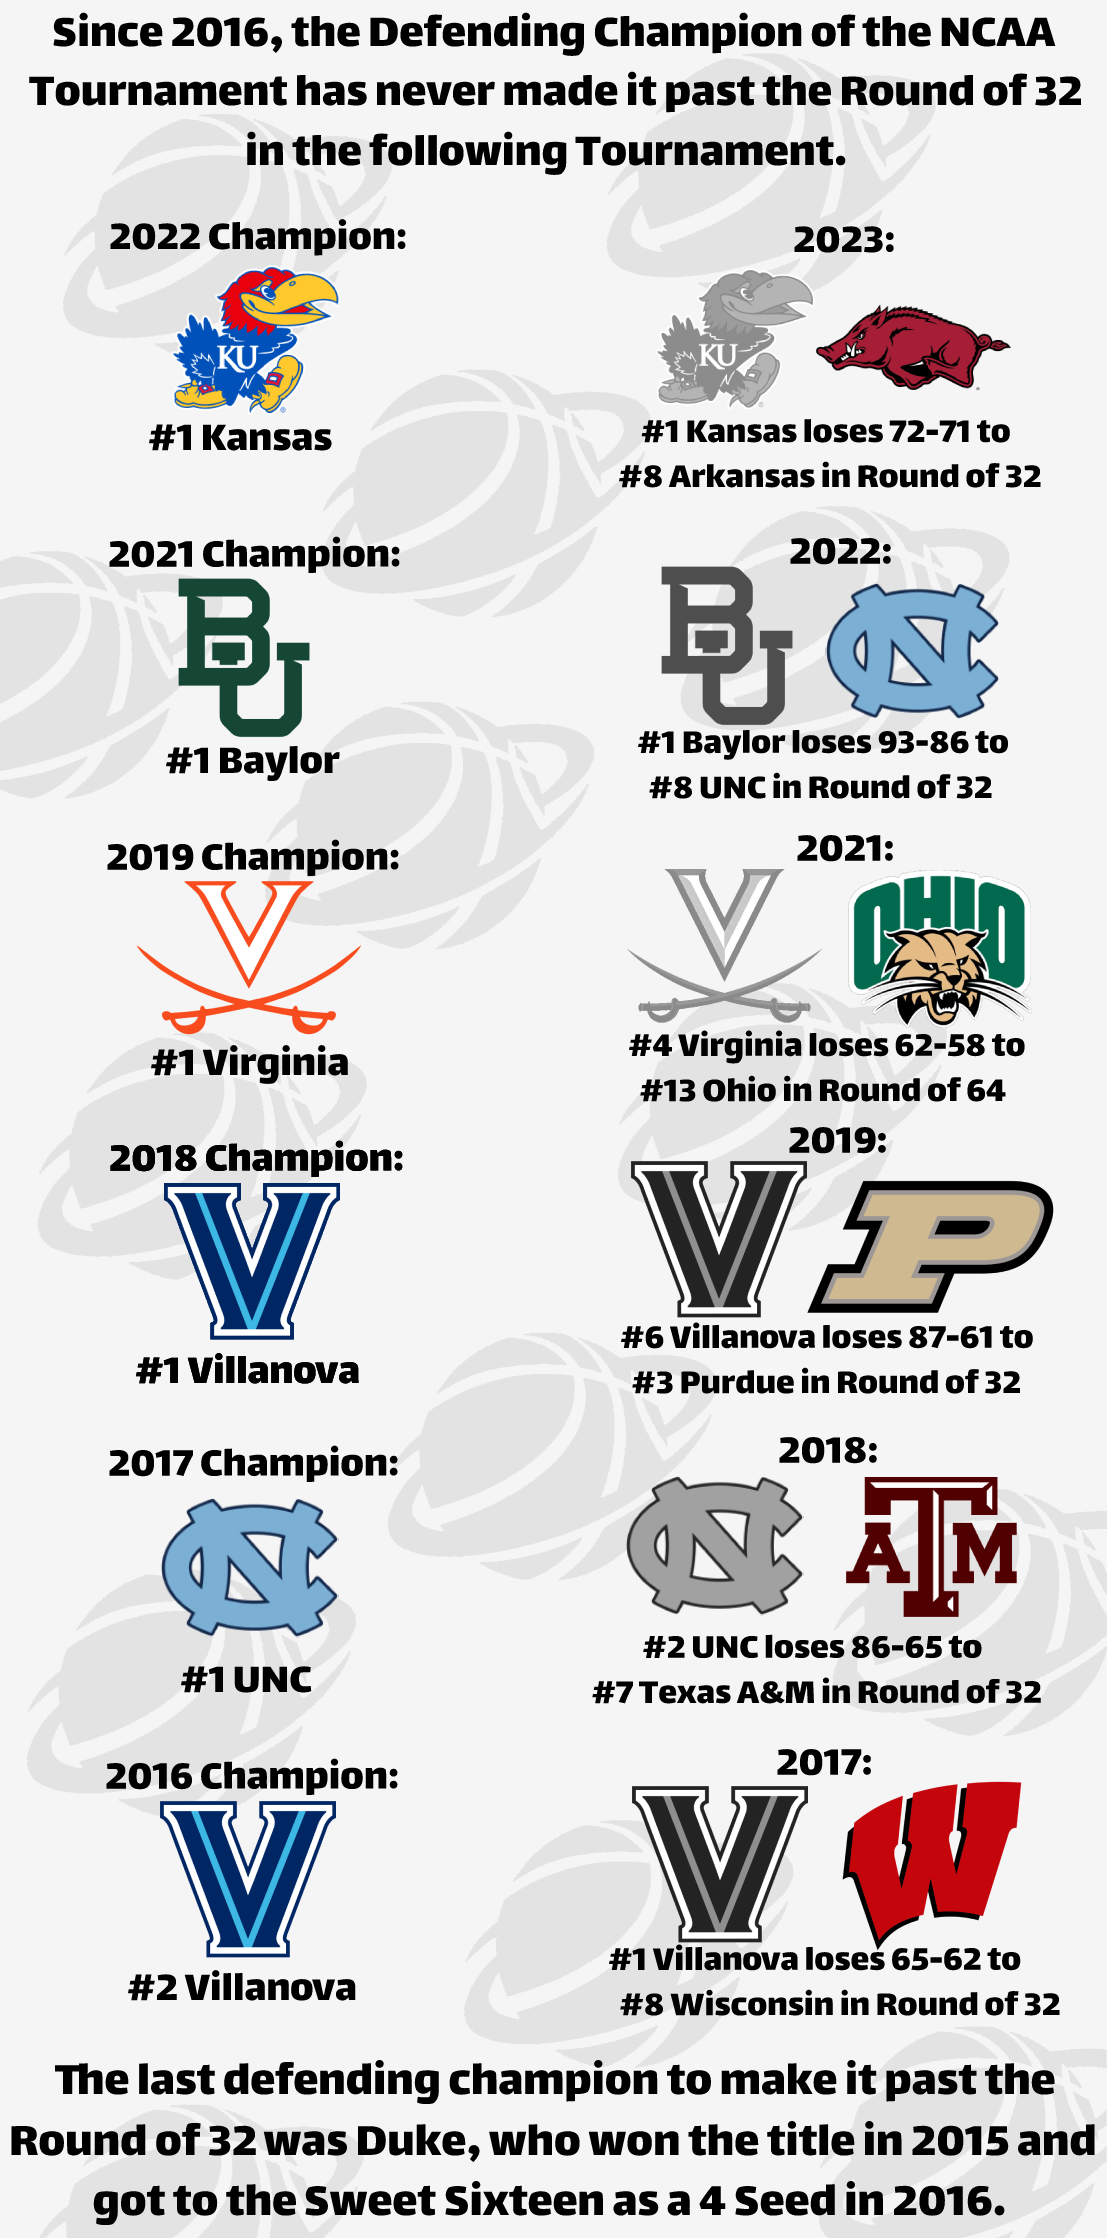 Since 2016, the Defending Champion of the NCAA
Tournament has never made it past the Round of 32
in the following Tournament.
2022 Champion:
KU
#1 Kansas
2023:
KU
#1 Kansas loses 72-71 to
#8 Arkansas in Round of 32
2021 Champion:
BU
#1 Baylor
2022:
BU
NC
#1 Baylor loses 93-86 to
#8 UNC in Round of 32
2019 Champion:
V
#1 Virginia
2021:
V
OHIO
#4 Virginia loses 62-58 to
#13 Ohio in Round of 64
2018 Champion:
V
#1 Villanova
2019:
V
P
#6 Villanova loses 87-61 to
#3 Purdue in Round of 32
2017 Champion:
NC
#1 UNC
2018:
NC
ATM
#2 UNC loses 86-65 to
#7 Texas A&M in Round of 32
2016 Champion:
V
#2 Villanova
2017:
V
W
#1 Villanova loses 65-62 to
#8 Wisconsin in Round of 32
The last defending champion to make it past the
Round of 32 was Duke, who won the title in 2015 and
got to the Sweet Sixteen as a 4 Seed in 2016.